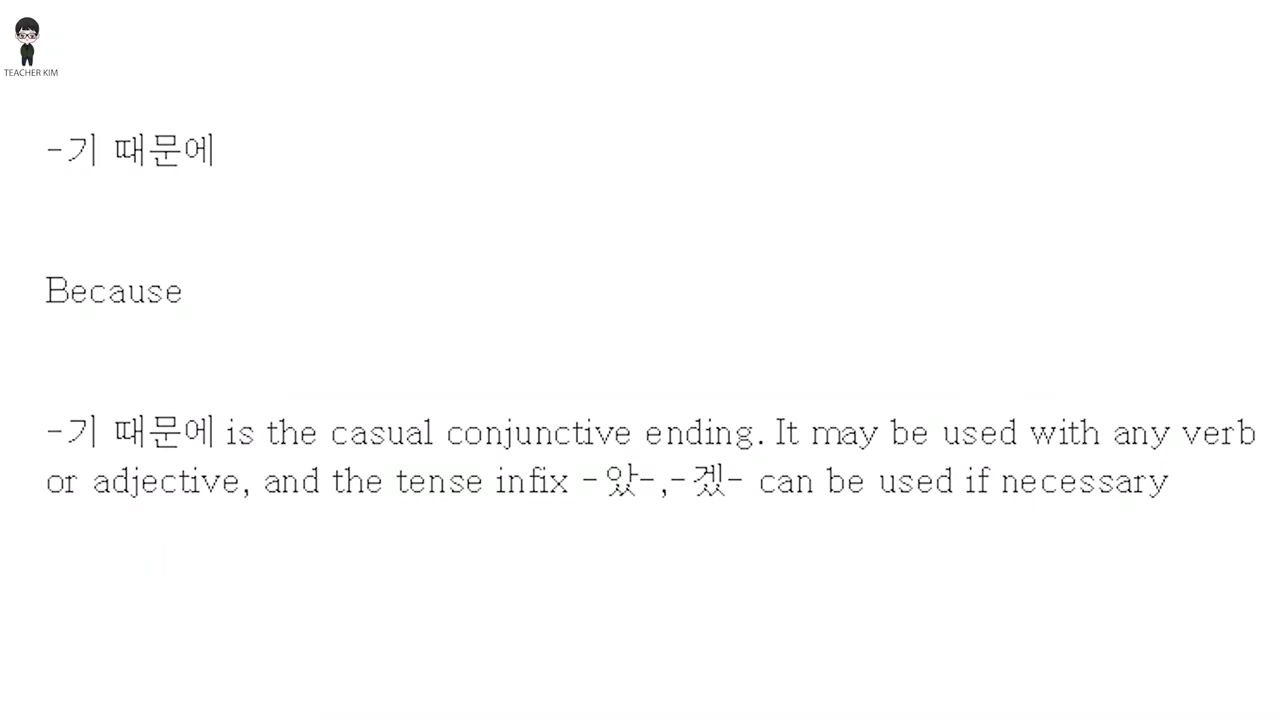 TEACHER KIM
-기 때문에
Because
-기 때문에 is the casual conjunctive ending. It may be used with any verb
or adjective, and the tense infix -았-,-겠- can be used if necessary